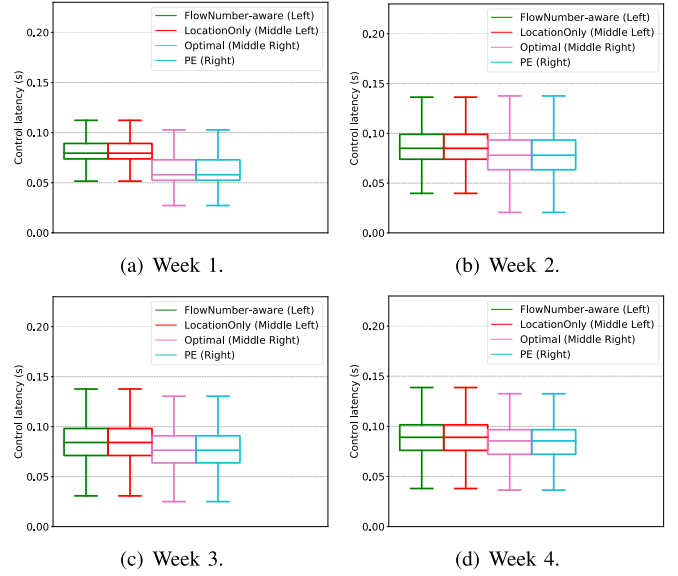 FlowNumber-aware (Left)
LocationOnly (Middle Left)
Optimal (Middle Right)
PE (Right)
Control latency (s)
0.20
0.15
0.10
0.05
0.00
(a) Week 1.
FlowNumber-aware (Left)
LocationOnly (Middle Left)
Optimal (Middle Right)
PE (Right)
Control latency (s)
0.20
0.15
0.10
0.05
0.00
(b) Week 2.
FlowNumber-aware (Left)
LocationOnly (Middle Left)
Optimal (Middle Right)
PE (Right)
Control latency (s)
0.20
0.15
0.10
0.05
0.00
(c) Week 3.
FlowNumber-aware (Left)
LocationOnly (Middle Left)
Optimal (Middle Right)
PE (Right)
Control latency (s)
0.20
0.15
0.10
0.05
0.00
(d) Week 4.